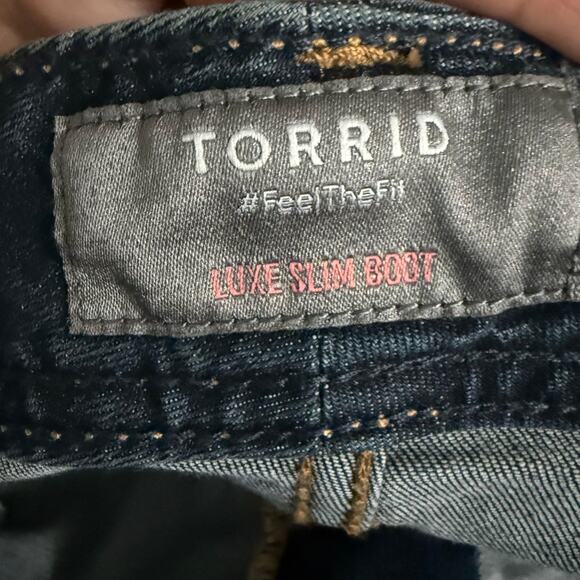 TORRID
#FeelTheFit
LUXE SLIM BOOT